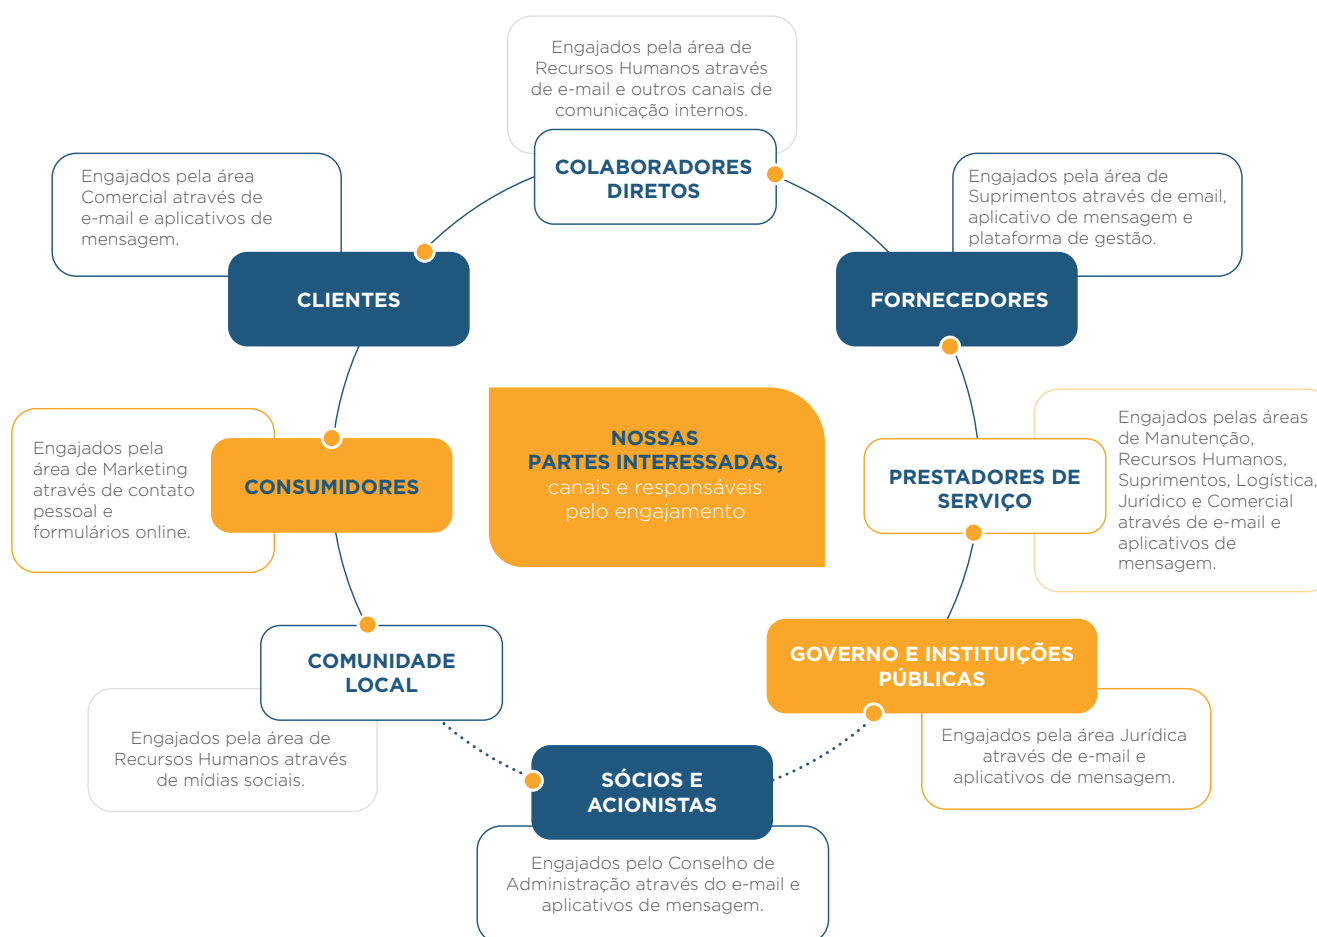 Engajados pela área de
Recursos Humanos através
de e-mail e outros canais de
comunicação internos.
COLABORADORES
DIRETOS
Engajados pela área
Comercial através de
e-mail e aplicativos de
mensagem.
CLIENTES
Engajados pela área de
Suprimentos através de email,
aplicativo de mensagem e
plataforma de gestão.
FORNECEDORES
Engajados pela
área de Marketing
através de contato
pessoal e
formulários online.
CONSUMIDORES
NOSSAS
PARTES INTERESSADAS,
canais e responsáveis
pelo engajamento
PRESTADORES DE
SERVIÇO
Engajados pelas áreas
de Manutenção,
Recursos Humanos,
Suprimentos, Logística,
Jurídico e Comercial
através de e-mail e
aplicativos de
mensagem.
COMUNIDADE
LOCAL
Engajados pela área de
Recursos Humanos através
de mídias sociais.
GOVERNO E INSTITUIÇÕES
PÚBLICAS
Engajados pela área Jurídica
através de e-mail e
aplicativos de mensagem.
SÓCIOS E
ACIONISTAS
Engajados pelo Conselho de
Administração através do e-mail e
aplicativos de mensagem.